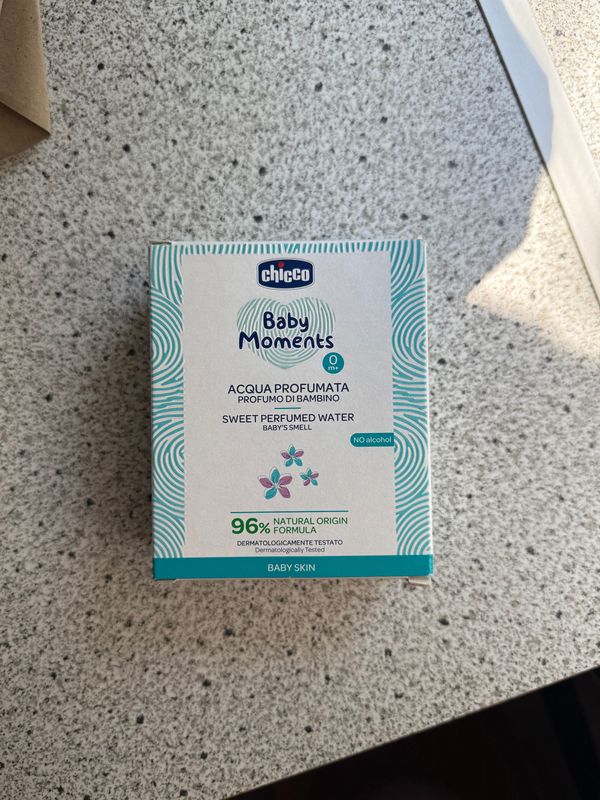 chicco
Baby
Moments
0
m+
ACQUA PROFUMATA
PROFUMO DI BAMBINO
SWEET PERFUMED WATER
BABY'S SMELL
NO alcohol
96% NATURAL ORIGIN
FORMULA
DERMATOLOGICAMENTE TESTATO
Dermatologically Tested
BABY SKIN